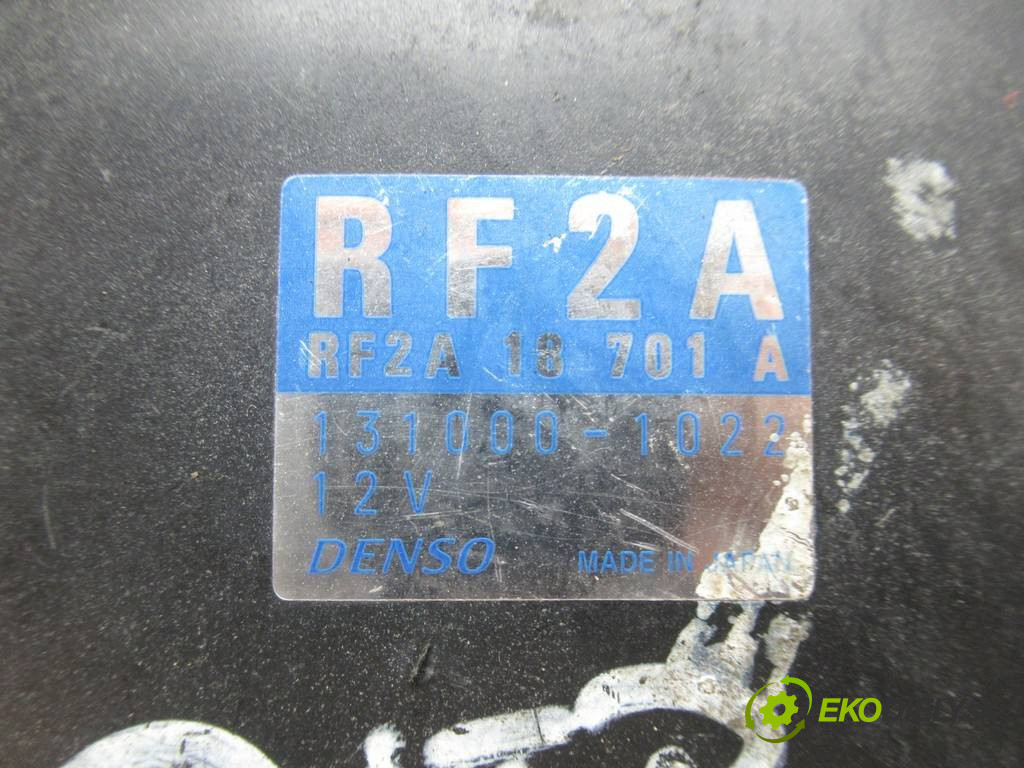 RF2A
RF2A 18 701 A
131000-1022
12V
DENSO MADE IN JAPAN
EKO